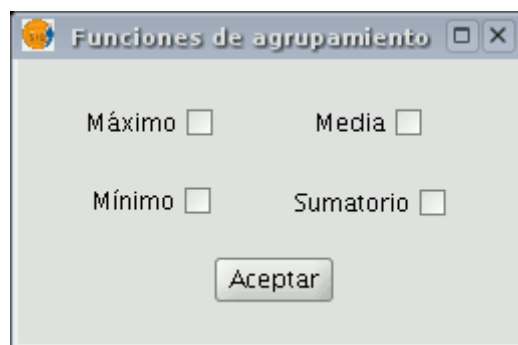 Funciones de agrupamiento
Máximo Media
Mínimo Sumatorio
Aceptar